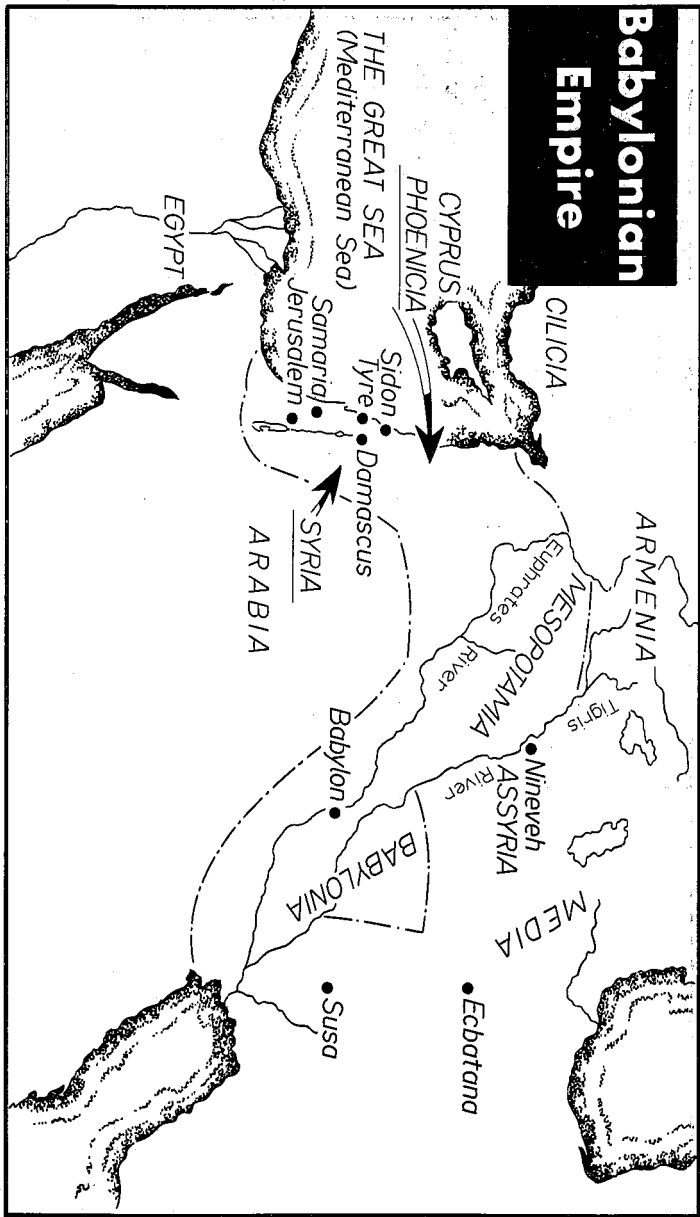 Babylonian
Empire
THE GREAT SEA
(Mediterranean Sea)
CYPRUS
PHOENICIA
CILICIA
ARMENIA
EGYPT
Sidon
Tyre
Samaria
Jerusalem
Damascus
SYRIA
ARABIA
Euphrates
River
MESOPOTAMIA
Tigris
River
Nineveh
ASSYRIA
Babylon
BABYLONIA
MEDIA
Ecbatana
Susa